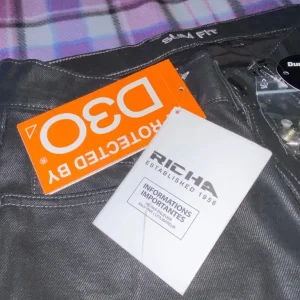 SLIM FIT
PROTECTED BY
D3O
RICHA
ESTABLISHED 1956
INFORMATIONS
IMPORTANTES